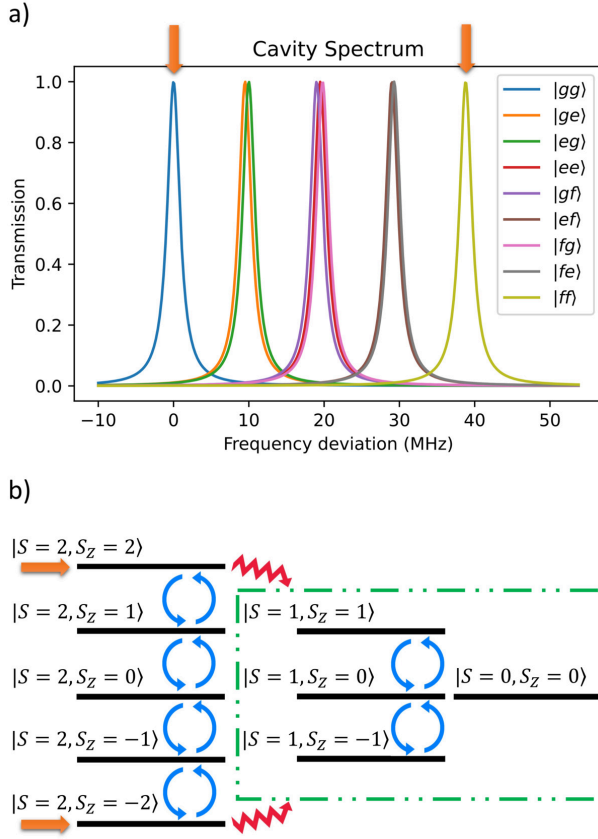 a)
Cavity Spectrum
Transmission
1.0
0.8
0.6
0.4
0.2
0.0
−10
0
10
20
30
40
50
Frequency deviation (MHz)
|gg⟩
|ge⟩
|eg⟩
|ee⟩
|gf⟩
|ef⟩
|fg⟩
|fe⟩
|ff⟩
b)
|S = 2, S_Z = 2⟩
|S = 2, S_Z = 1⟩
|S = 2, S_Z = 0⟩
|S = 2, S_Z = −1⟩
|S = 2, S_Z = −2⟩
|S = 1, S_Z = 1⟩
|S = 1, S_Z = 0⟩
|S = 1, S_Z = −1⟩
|S = 0, S_Z = 0⟩